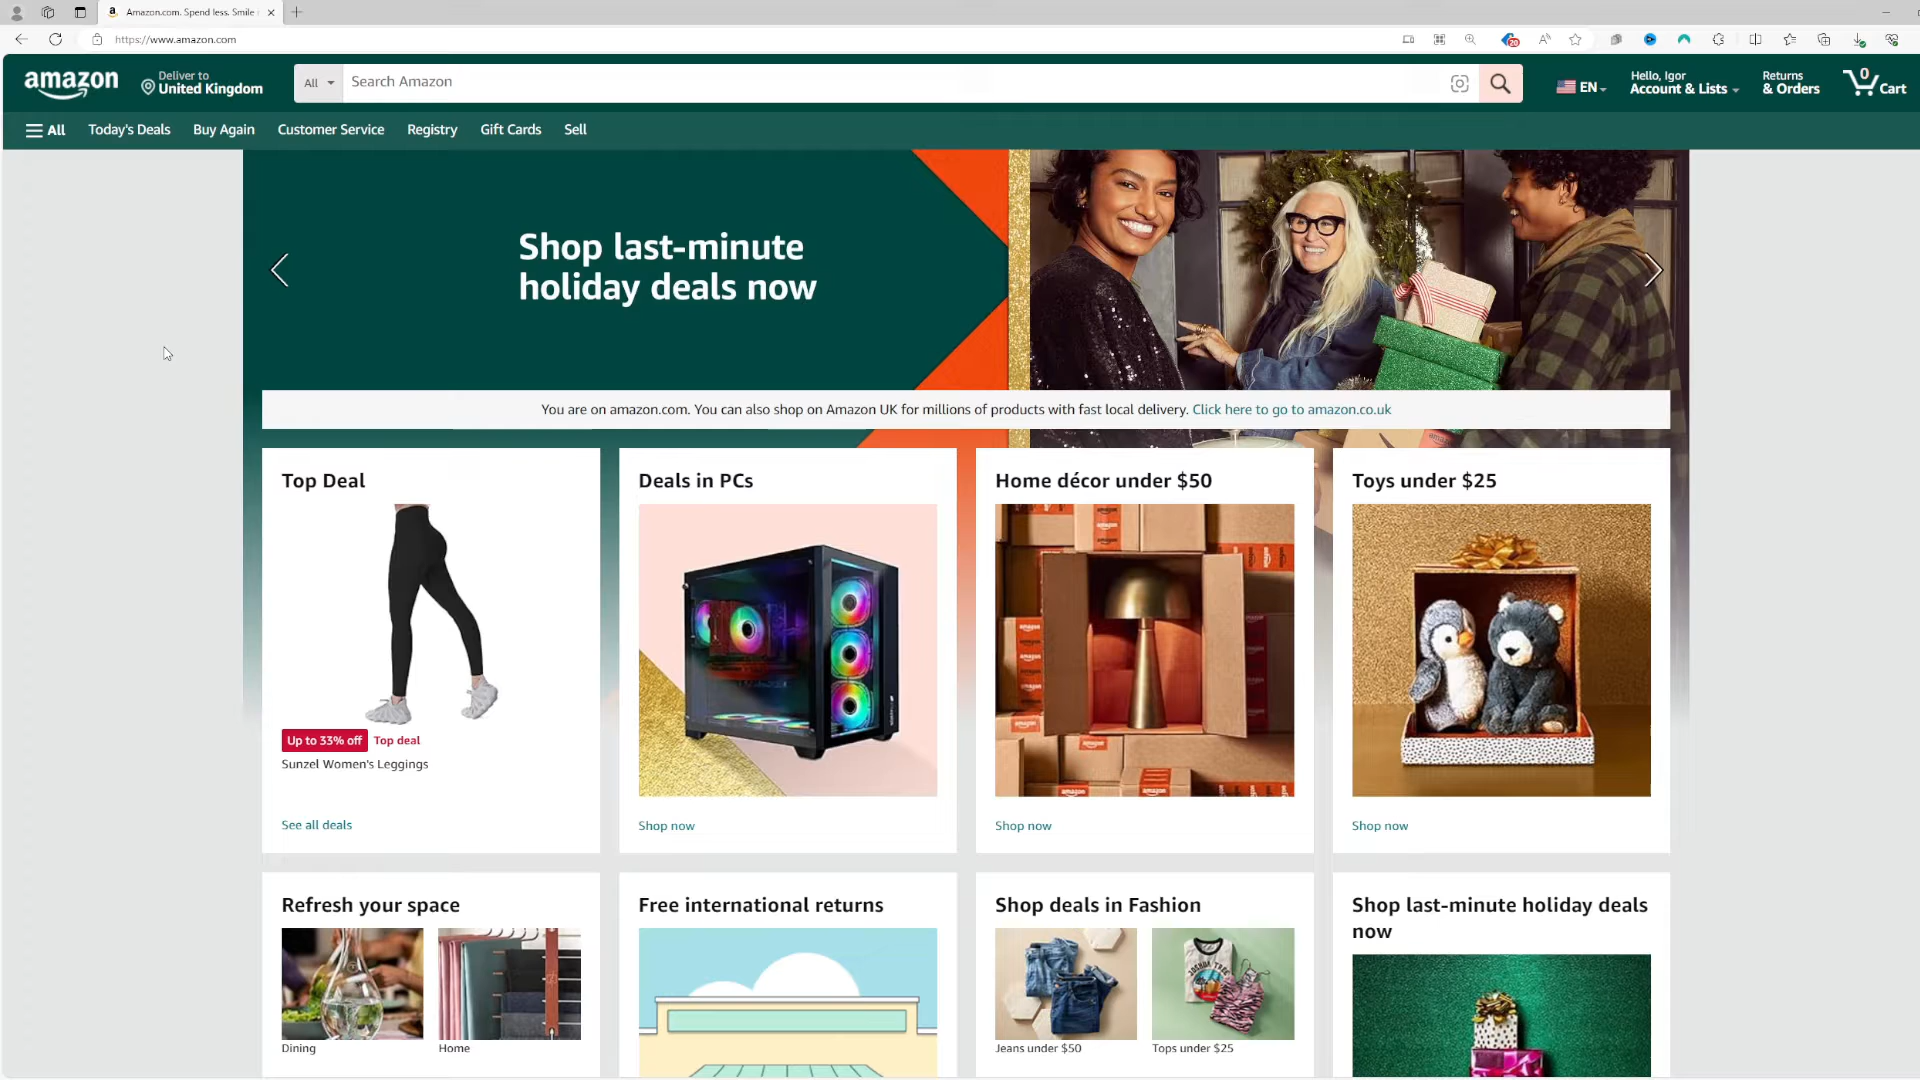 Amazon.com. Spend less. Smile
https://www.amazon.com
20
amazon
Deliver to
United Kingdom
All
Search Amazon
EN
Hello, Igor
Account & Lists
Returns
& Orders
0
Cart
All
Today's Deals
Buy Again
Customer Service
Registry
Gift Cards
Sell
Shop last-minute
holiday deals now
You are on amazon.com. You can also shop on Amazon UK for millions of products with fast local delivery. Click here to go to amazon.co.uk
Top Deal
Up to 33% off
Top deal
Sunzel Women's Leggings
See all deals
Deals in PCs
Shop now
Home décor under $50
Shop now
Toys under $25
Shop now
Refresh your space
Dining
Home
Free international returns
Shop deals in Fashion
Jeans under $50
Tops under $25
Shop last-minute holiday deals
now